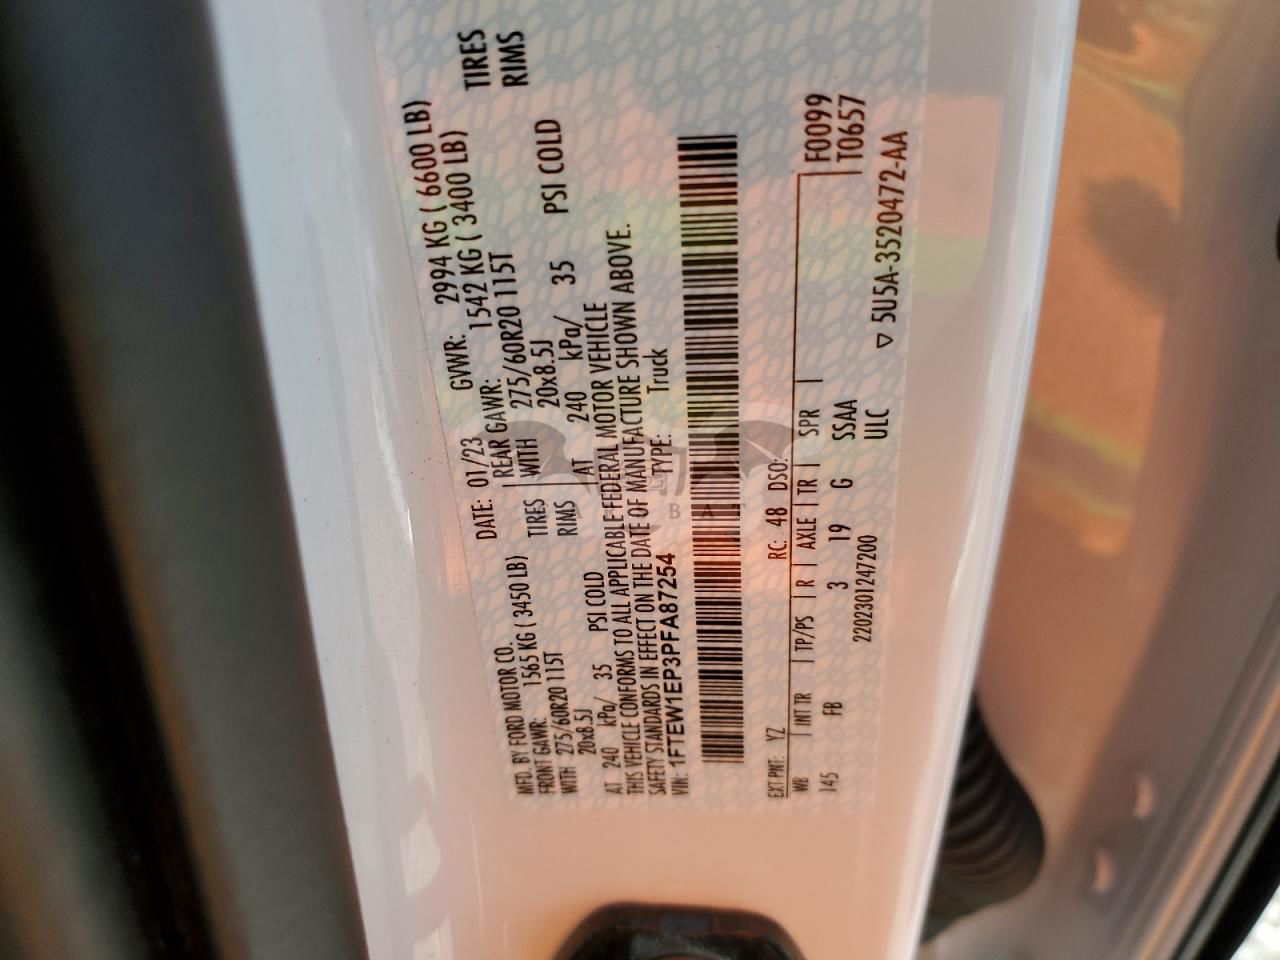 MFD. BY FORD MOTOR CO.
DATE: 01/23
GVWR: 2994 KG ( 6600 LB)
FRONT GAWR: 1565 KG ( 3450 LB)
REAR GAWR: 1542 KG ( 3400 LB)
WITH 275/60R20 115T TIRES
WITH 275/60R20 115T TIRES
20x8.5J RIMS
20x8.5J RIMS
AT 240 kPa/ 35 PSI COLD
AT 240 kPa/ 35 PSI COLD
THIS VEHICLE CONFORMS TO ALL APPLICABLE FEDERAL MOTOR VEHICLE
SAFETY STANDARDS IN EFFECT ON THE DATE OF MANUFACTURE SHOWN ABOVE.
VIN: 1FTEW1EP3PFA87254
TYPE: Truck
EXT PNT: YZ RC: 48 DSO:
WB INT TR TP/PS R AXLE TR SPR
F0099
T0657
145 FB 3 19 G SSAA
2202301247200 ULC
▽ 5U5A-3520472-AA